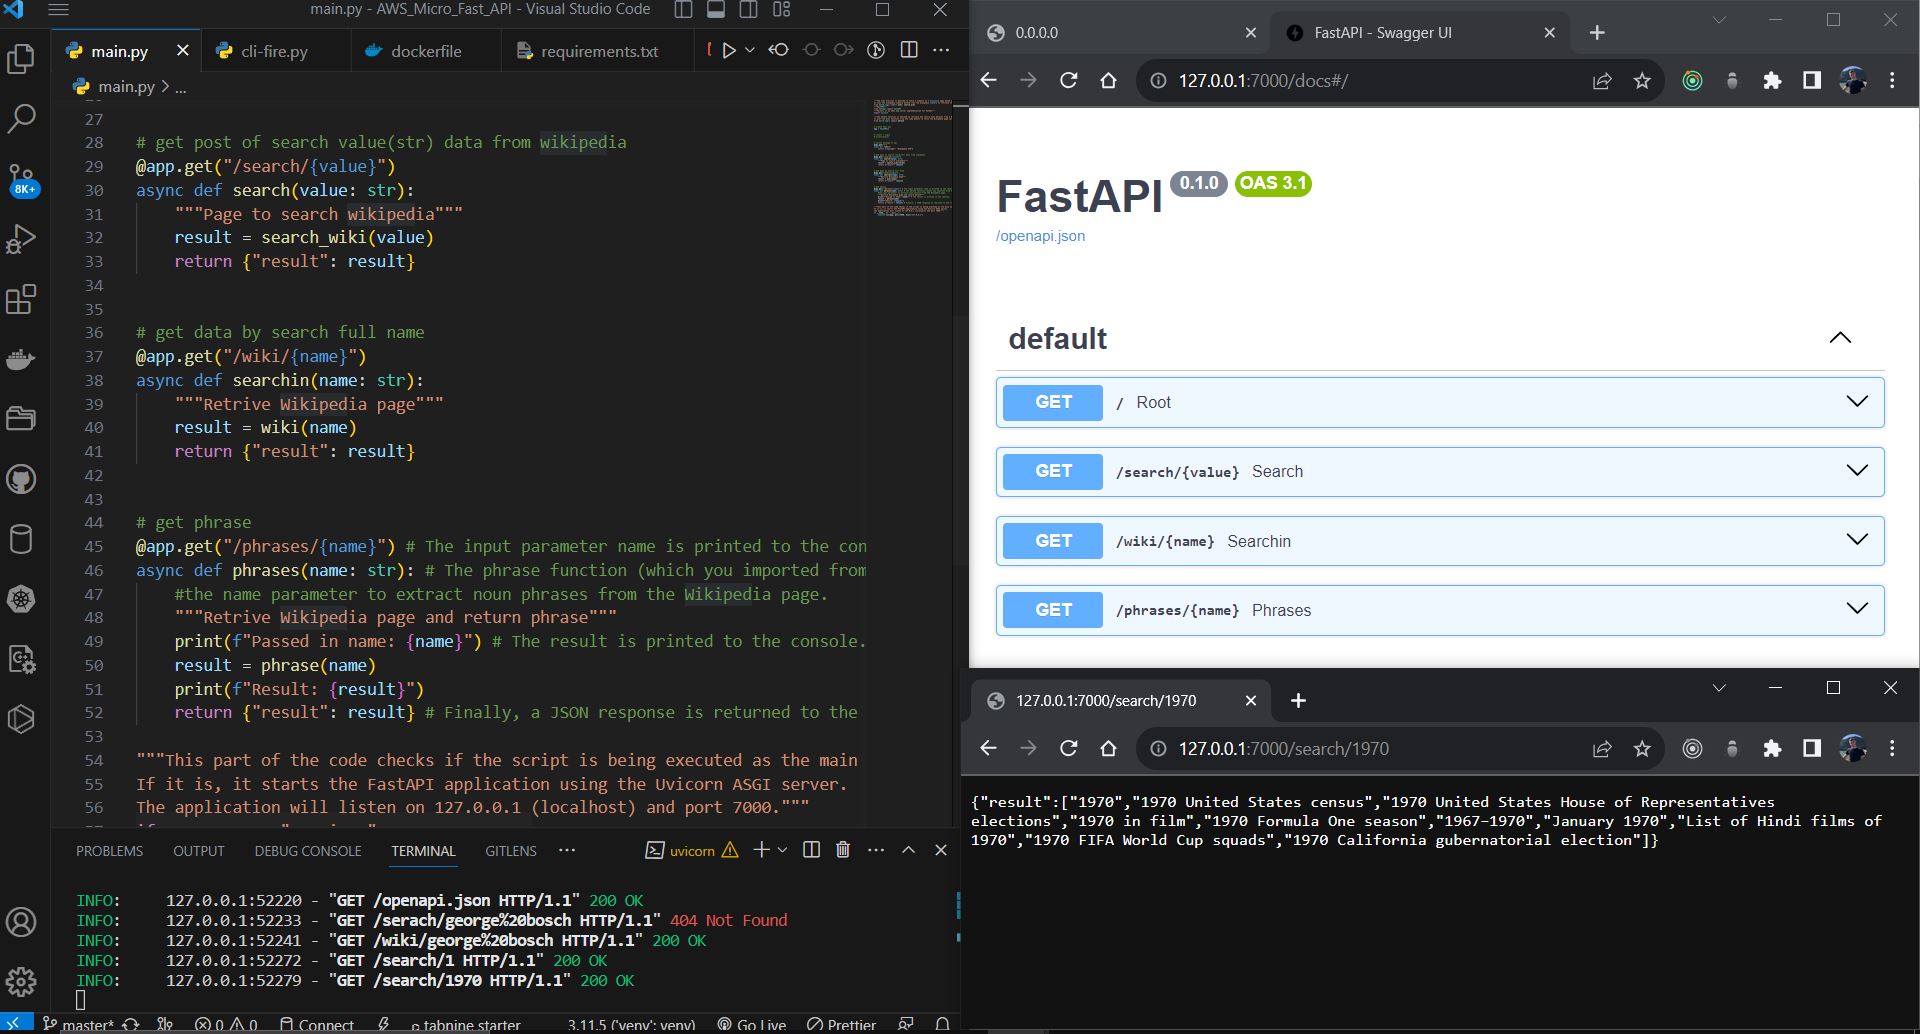 main.py - AWS_Micro_Fast_API - Visual Studio Code
main.py
cli-fire.py
dockerfile
requirements.txt
main.py > ...
8K+
27
28 # get post of search value(str) data from wikipedia
29 @app.get("/search/{value}")
30 async def search(value: str):
31 """Page to search wikipedia"""
32 result = search_wiki(value)
33 return {"result": result}
34
35
36 # get data by search full name
37 @app.get("/wiki/{name}")
38 async def searchin(name: str):
39 """Retrive Wikipedia page"""
40 result = wiki(name)
41 return {"result": result}
42
43
44 # get phrase
45 @app.get("/phrases/{name}") # The input parameter name is printed to the con
46 async def phrases(name: str): # The phrase function (which you imported from
47 #the name parameter to extract noun phrases from the Wikipedia page.
48 """Retrive Wikipedia page and return phrase"""
49 print(f"Passed in name: {name}") # The result is printed to the console.
50 result = phrase(name)
51 print(f"Result: {result}")
52 return {"result": result} # Finally, a JSON response is returned to the
53
54 """This part of the code checks if the script is being executed as the main
55 If it is, it starts the FastAPI application using the Uvicorn ASGI server.
56 The application will listen on 127.0.0.1 (localhost) and port 7000."""
PROBLEMS OUTPUT DEBUG CONSOLE TERMINAL GITLENS ... uvicorn
INFO: 127.0.0.1:52220 - "GET /openapi.json HTTP/1.1" 200 OK
INFO: 127.0.0.1:52233 - "GET /serach/george%20bosch HTTP/1.1" 404 Not Found
INFO: 127.0.0.1:52241 - "GET /wiki/george%20bosch HTTP/1.1" 200 OK
INFO: 127.0.0.1:52272 - "GET /search/1 HTTP/1.1" 200 OK
INFO: 127.0.0.1:52279 - "GET /search/1970 HTTP/1.1" 200 OK
master* 0 0 Connect tabnine starter 3.11.5 ('venv': venv) Go Live Prettier
0.0.0.0
FastAPI - Swagger UI
127.0.0.1:7000/docs#/
FastAPI 0.1.0 OAS 3.1
/openapi.json
default
GET / Root
GET /search/{value} Search
GET /wiki/{name} Searchin
GET /phrases/{name} Phrases
127.0.0.1:7000/search/1970
127.0.0.1:7000/search/1970
{"result":["1970","1970 United States census","1970 United States House of Representatives
elections","1970 in film","1970 Formula One season","1967–1970","January 1970","List of Hindi films of
1970","1970 FIFA World Cup squads","1970 California gubernatorial election"]}